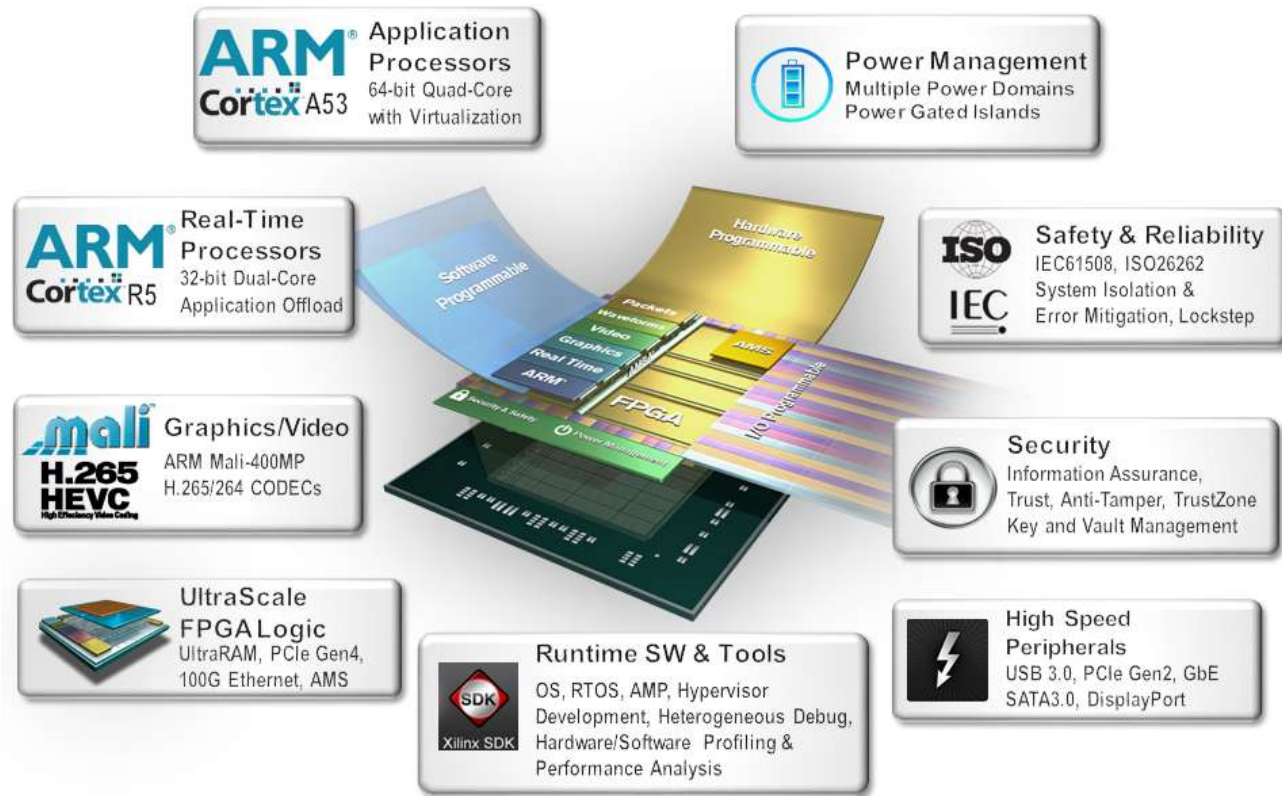 ARM®
Cortex A53
Application
Processors
64-bit Quad-Core
with Virtualization
Power Management
Multiple Power Domains
Power Gated Islands
ARM®
Cortex R5
Real-Time
Processors
32-bit Dual-Core
Application Offload
ISO
IEC
Safety & Reliability
IEC61508, ISO26262
System Isolation &
Error Mitigation, Lockstep
Software
Programmable
Hardware
Programmable
Packets
Waveforms
Video
Graphics
Real Time
ARM®
AMS
FPGA
I/O Programmable
Security & Safety
Power Management
mali™
H.265
HEVC
High Efficiency Video Coding
Graphics/Video
ARM Mali-400MP
H.265/264 CODECs
Security
Information Assurance,
Trust, Anti-Tamper, TrustZone
Key and Vault Management
UltraScale
FPGA Logic
UltraRAM, PCIe Gen4,
100G Ethernet, AMS
SDK
Xilinx SDK
Runtime SW & Tools
OS, RTOS, AMP, Hypervisor
Development, Heterogeneous Debug,
Hardware/Software Profiling &
Performance Analysis
High Speed
Peripherals
USB 3.0, PCIe Gen2, GbE
SATA3.0, DisplayPort